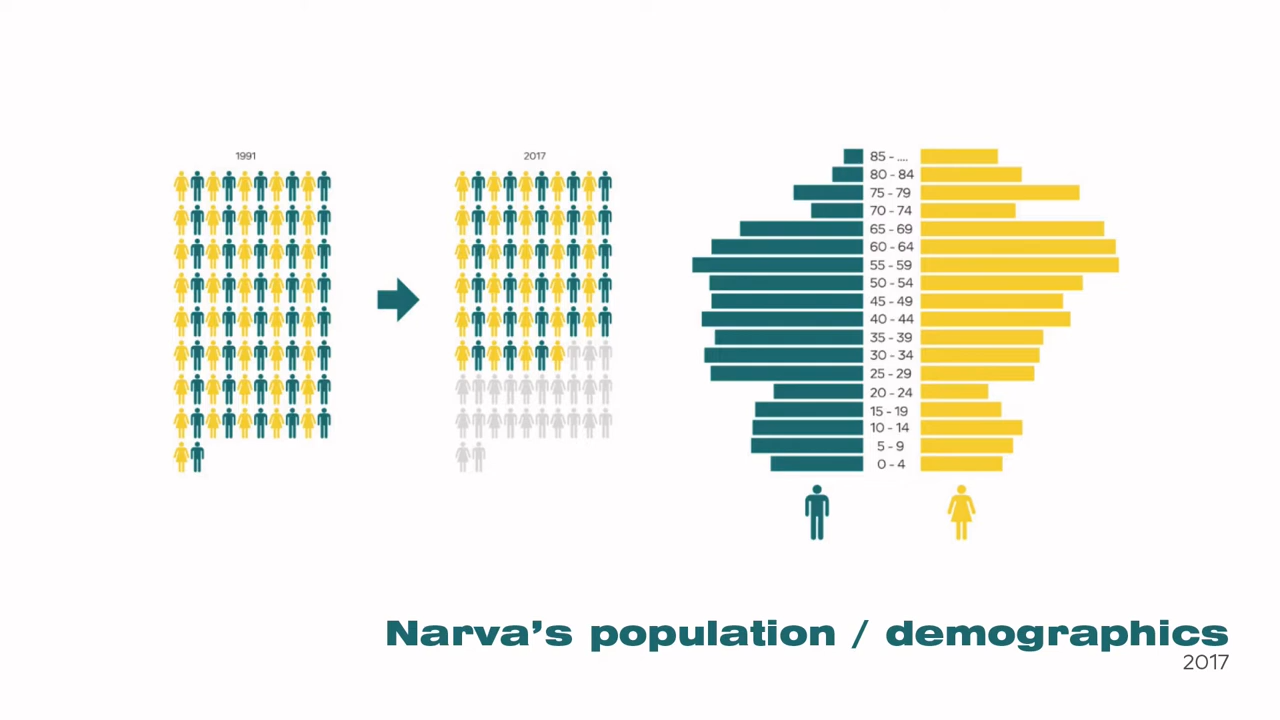 1991
2017
85 - ....
80 - 84
75 - 79
70 - 74
65 - 69
60 - 64
55 - 59
50 - 54
45 - 49
40 - 44
35 - 39
30 - 34
25 - 29
20 - 24
15 - 19
10 - 14
5 - 9
0 - 4
Narva’s population / demographics
2017